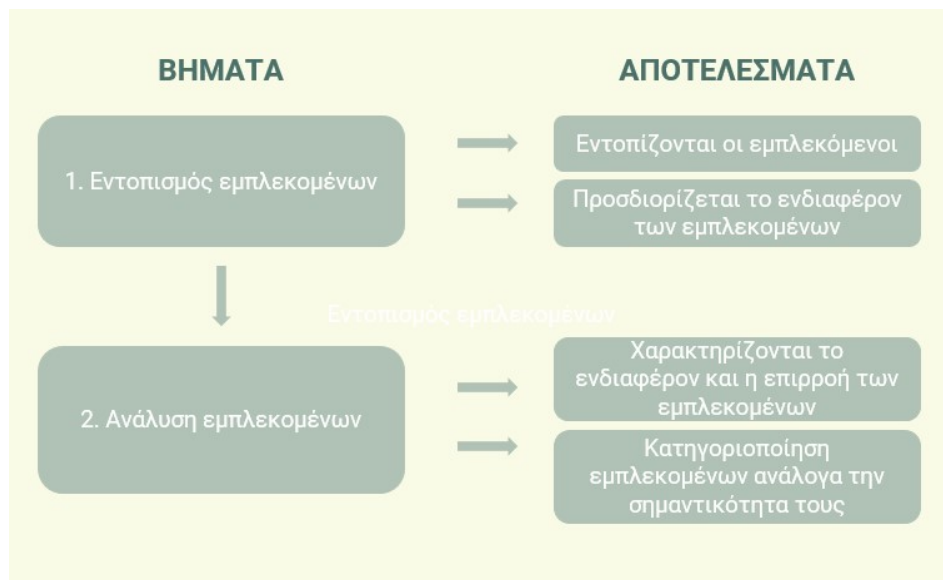 ΒΗΜΑΤΑ
ΑΠΟΤΕΛΕΣΜΑΤΑ
1. Εντοπισμός εμπλεκομένων
Εντοπίζονται οι εμπλεκόμενοι
Προσδιορίζεται το ενδιαφέρον
των εμπλεκομένων
Εντοπισμός εμπλεκομένων
2. Ανάλυση εμπλεκομένων
Χαρακτηρίζονται το
ενδιαφέρον και η επιρροή των
εμπλεκομένων
Κατηγοριοποίηση
εμπλεκομένων ανάλογα την
σημαντικότητα τους